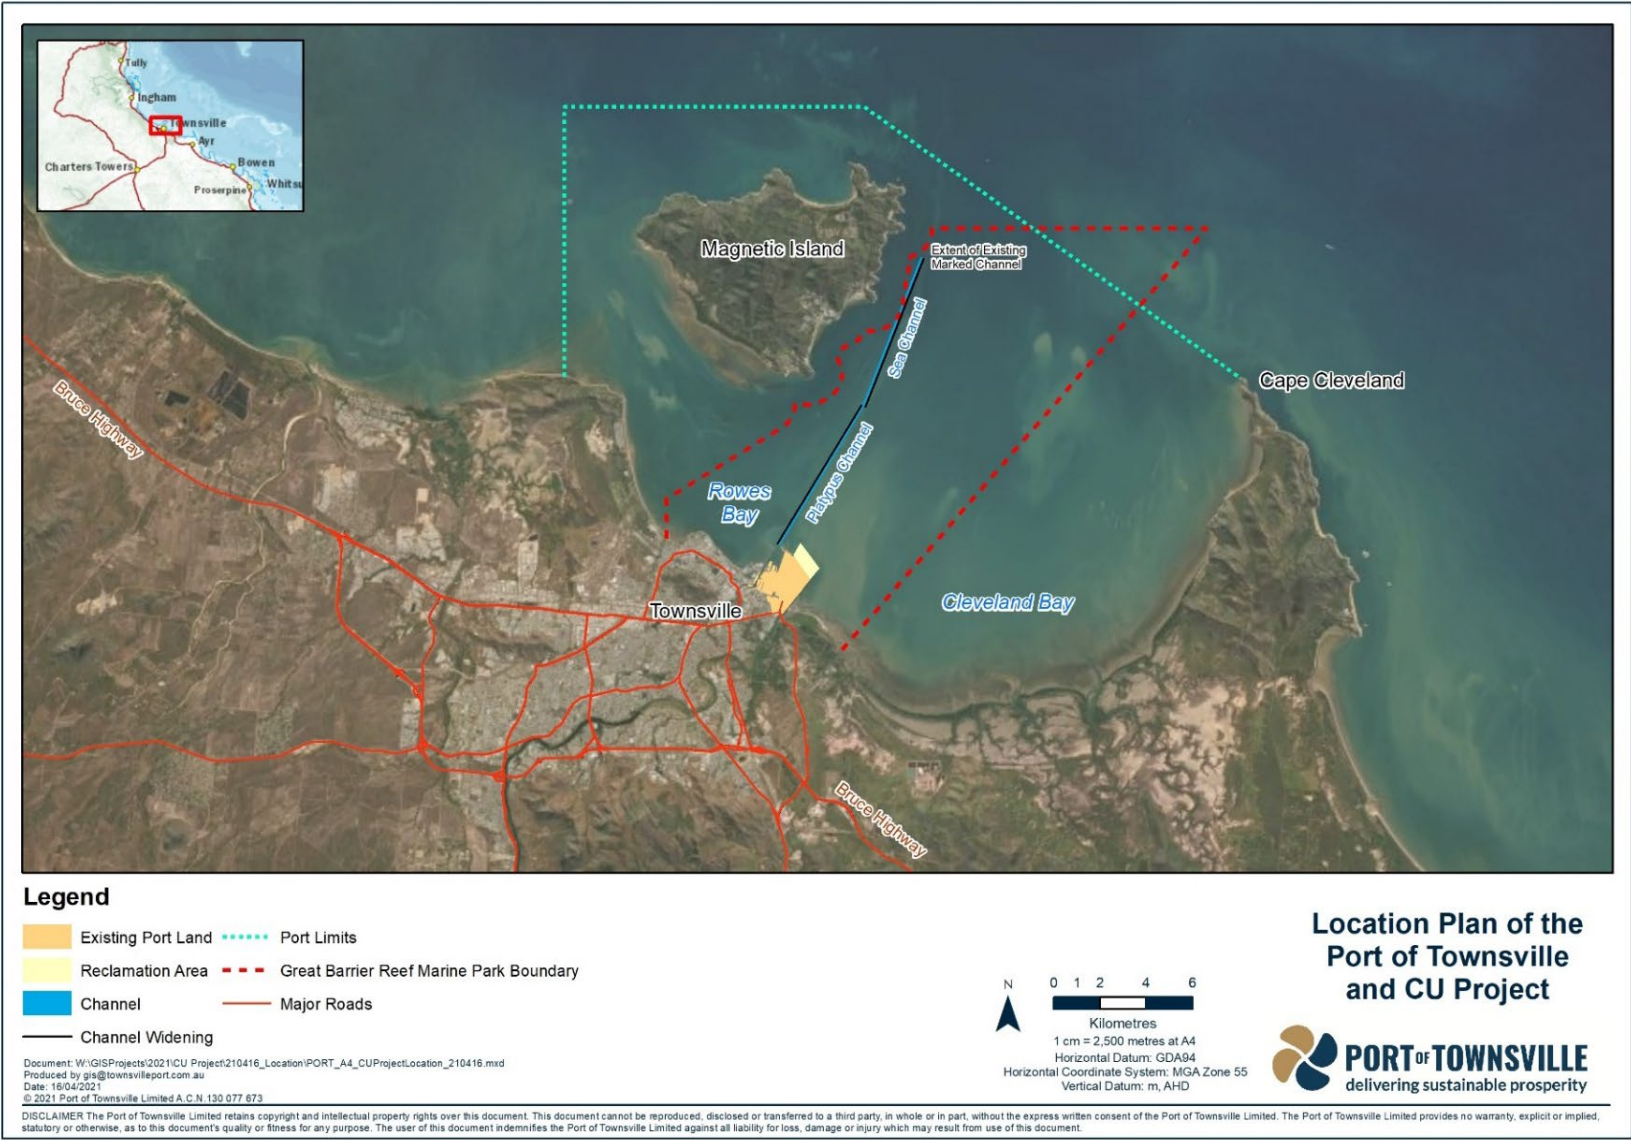 Tully
Ingham
Townsville
Ayr
Charters Towers
Bowen
Proserpine
Whitsu
Magnetic Island
Extent of Existing
Marked Channel
Sea Channel
Cape Cleveland
Bruce Highway
Platypus Channel
Rowes
Bay
Townsville
Cleveland Bay
Bruce Highway
Legend
Existing Port Land
Port Limits
Reclamation Area
Great Barrier Reef Marine Park Boundary
Channel
Major Roads
Channel Widening
Document: W:\GISProjects\2021\CU Project\210416_Location\PORT_A4_CUProjectLocation_210416.mxd
Produced by gis@townsvilleport.com.au
Date: 16/04/2021
© 2021 Port of Townsville Limited A.C.N.130 077 673
N
0 1 2 4 6
Kilometres
1 cm = 2,500 metres at A4
Horizontal Datum: GDA94
Horizontal Coordinate System: MGA Zone 55
Vertical Datum: m, AHD
Location Plan of the
Port of Townsville
and CU Project
PORT OF TOWNSVILLE
delivering sustainable prosperity
DISCLAIMER The Port of Townsville Limited retains copyright and intellectual property rights over this document. This document cannot be reproduced, disclosed or transferred to a third party, in whole or in part, without the express written consent of the Port of Townsville Limited. The Port of Townsville Limited provides no warranty, explicit or implied,
statutory or otherwise, as to this document's quality or fitness for any purpose. The user of this document indemnifies the Port of Townsville Limited against all liability for loss, damage or injury which may result from use of this document.